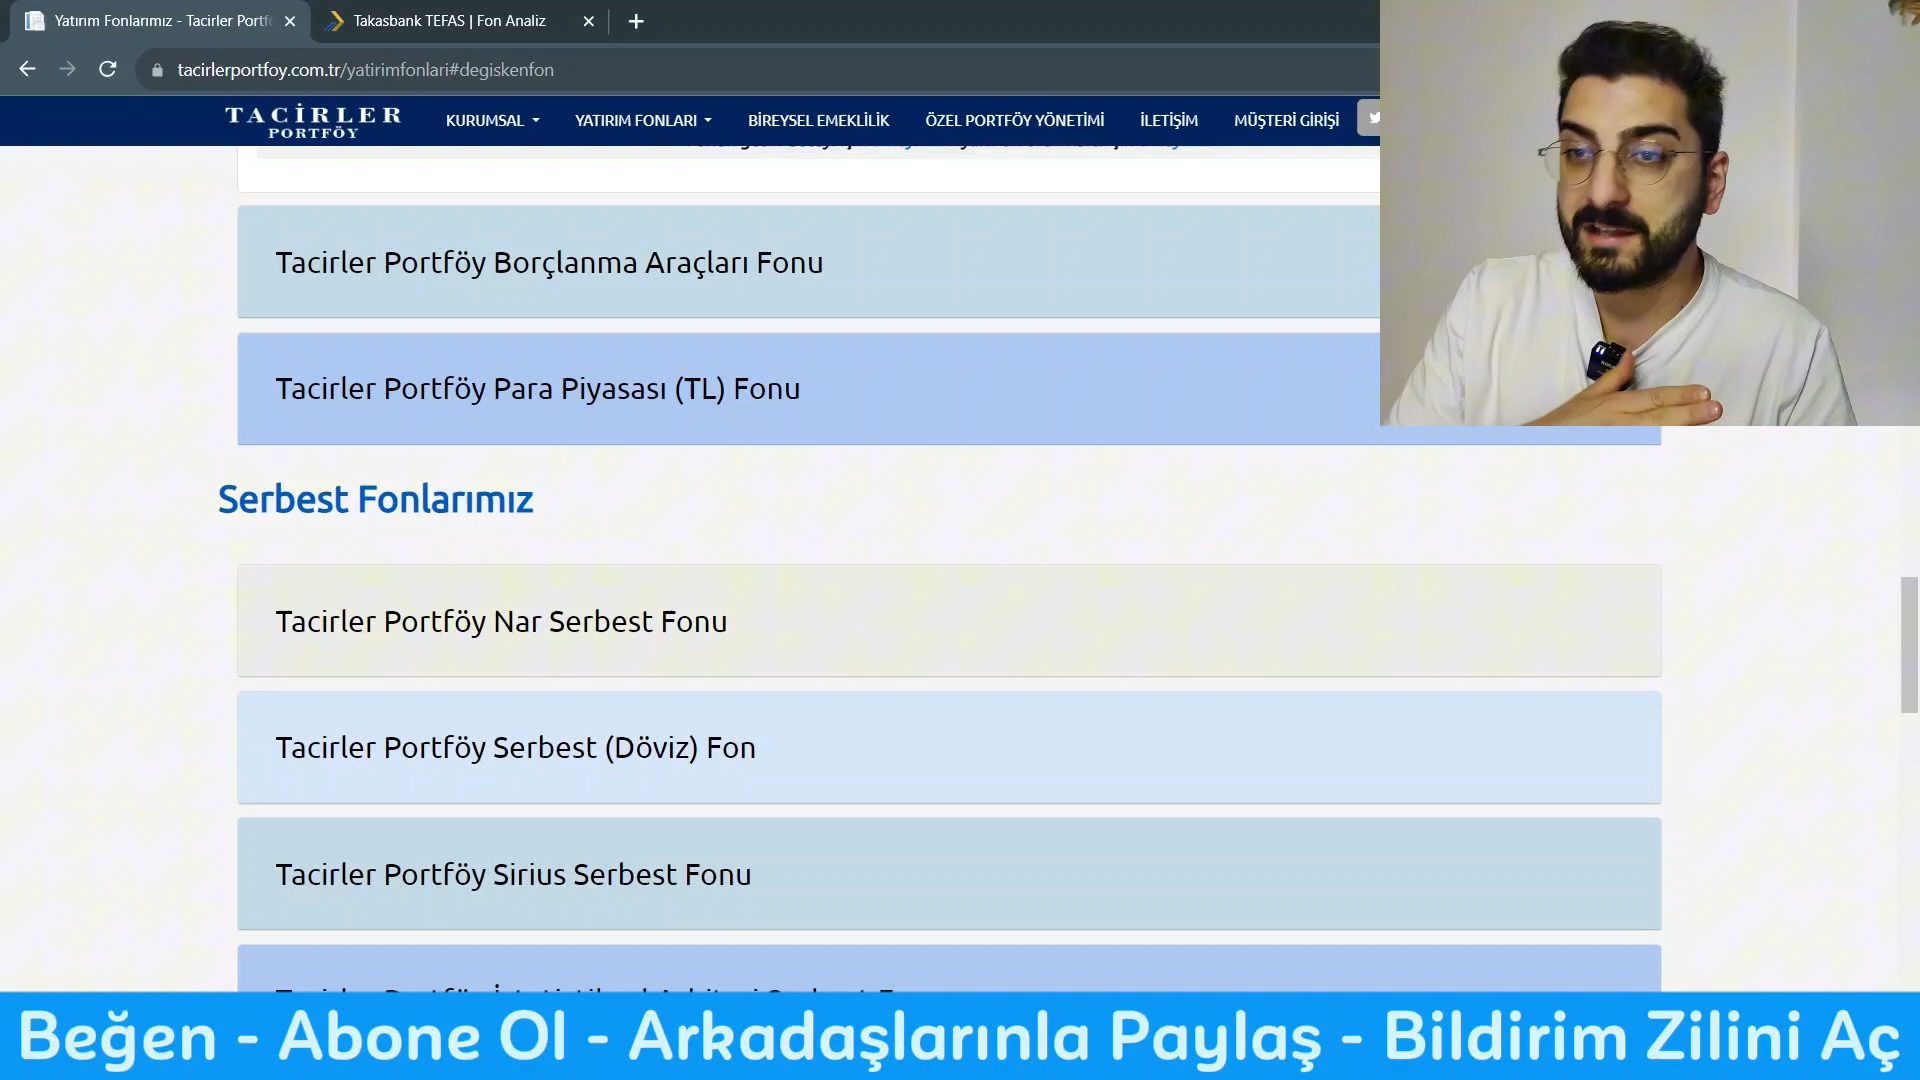 Yatırım Fonlarımız - Tacirler Portf
Takasbank TEFAS | Fon Analiz
tacirlerportfoy.com.tr/yatirimfonlari#degiskenfon
TACİRLER
PORTFÖY
KURUMSAL
YATIRIM FONLARI
BİREYSEL EMEKLİLİK
ÖZEL PORTFÖY YÖNETİMİ
İLETİŞİM
MÜŞTERİ GİRİŞİ
Tacirler Portföy Borçlanma Araçları Fonu
Tacirler Portföy Para Piyasası (TL) Fonu
Serbest Fonlarımız
Tacirler Portföy Nar Serbest Fonu
Tacirler Portföy Serbest (Döviz) Fon
Tacirler Portföy Sirius Serbest Fonu
Beğen - Abone Ol - Arkadaşlarınla Paylaş - Bildirim Zilini Aç